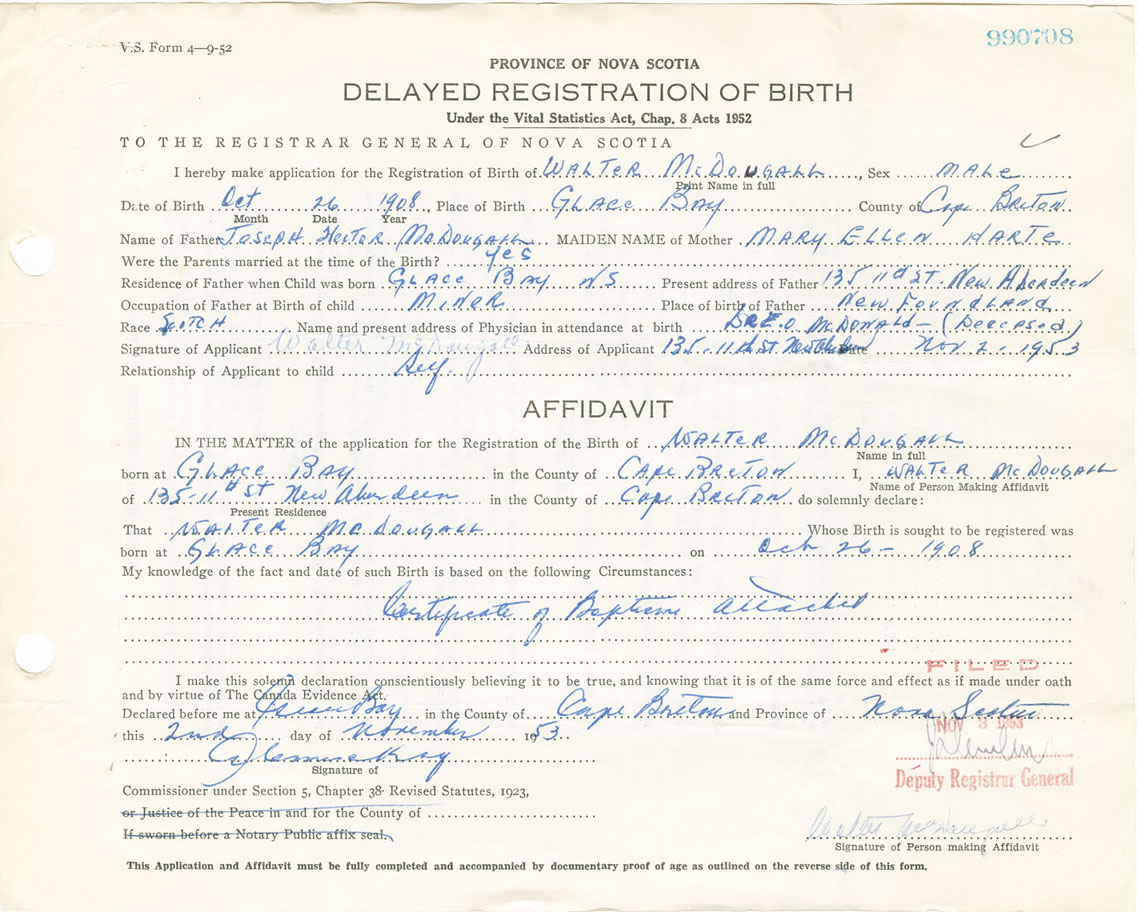 V.S. Form 4—9-52
990708
PROVINCE OF NOVA SCOTIA
DELAYED REGISTRATION OF BIRTH
Under the Vital Statistics Act, Chap. 8 Acts 1952
TO THE REGISTRAR GENERAL OF NOVA SCOTIA
I hereby make application for the Registration of Birth of WALTER McDOUGALL, Sex MALE
Print Name in full
Date of Birth Oct 26 1908, Place of Birth GLACE BAY County of Cape BRETON
Month Date Year
Name of Father JOSEPH Hector McDOUGALL MAIDEN NAME of Mother MARY ELLEN HARTE
Were the Parents married at the time of the Birth? yes
Residence of Father when Child was born GLACE BAY NS Present address of Father 135 11th ST. New Aberdeen
Occupation of Father at Birth of child MINER Place of birth of Father NEW FOUNDLAND
Race SCOTCH Name and present address of Physician in attendance at birth McDONALD - (Deceased)
Signature of Applicant Walter McDougall Address of Applicant 135-11th ST Date Nov 2 - 1953
Relationship of Applicant to child Self.
AFFIDAVIT
IN THE MATTER of the application for the Registration of the Birth of WALTER McDOUGALL
Name in full
born at GLACE BAY in the County of CAPE BRETON I, WALTER McDOUGALL
Name of Person Making Affidavit
of 135-11th ST New Aberdeen in the County of Cape BRETON do solemnly declare:
Present Residence
That WALTER McDOUGALL Whose Birth is sought to be registered was
born at GLACE BAY on Oct 26 - 1908
My knowledge of the fact and date of such Birth is based on the following Circumstances:
Certificate of Baptism attached
FILED
I make this solemn declaration conscientiously believing it to be true, and knowing that it is of the same force and effect as if made under oath
and by virtue of The Canada Evidence Act.
Declared before me at Glace Bay in the County of Cape Breton and Province of Nova Scotia
NOV 3 1953
this 2nd day of November 1953.
Signature of
Deputy Registrar General
Commissioner under Section 5, Chapter 38 Revised Statutes, 1923,
or Justice of the Peace in and for the County of
Walter McDougall
If sworn before a Notary Public affix seal.
Signature of Person making Affidavit
This Application and Affidavit must be fully completed and accompanied by documentary proof of age as outlined on the reverse side of this form.